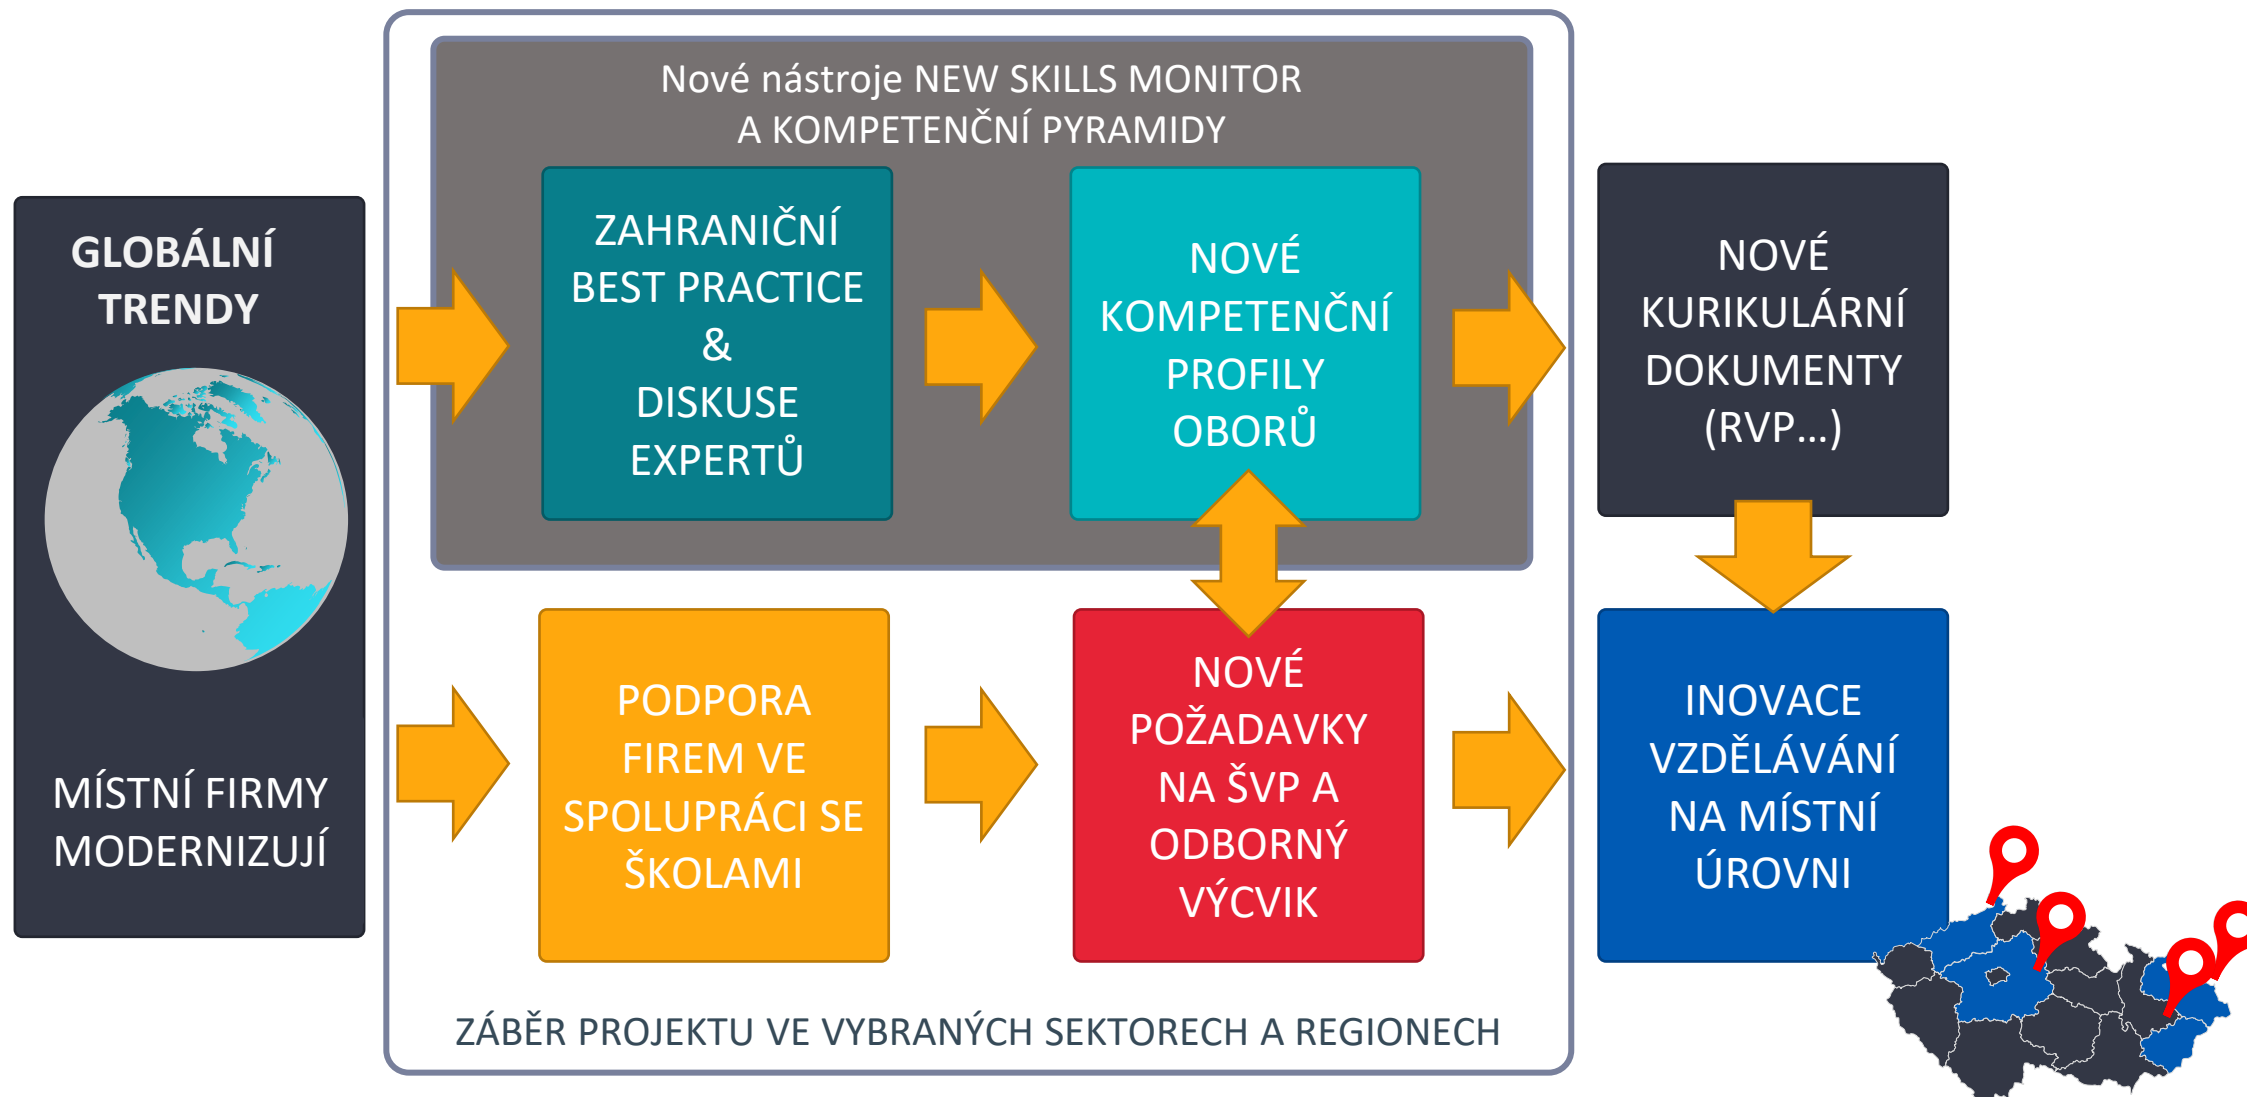 Nové nástroje NEW SKILLS MONITOR
A KOMPETENČNÍ PYRAMIDY
GLOBÁLNÍ
TRENDY
MÍSTNÍ FIRMY
MODERNIZUJÍ
ZAHRANIČNÍ
BEST PRACTICE
&
DISKUSE
EXPERTŮ
NOVÉ
KOMPETENČNÍ
PROFILY
OBORŮ
NOVÉ
KURIKULÁRNÍ
DOKUMENTY
(RVP...)
PODPORA
FIREM VE
SPOLUPRÁCI SE
ŠKOLAMI
NOVÉ
POŽADAVKY
NA ŠVP A
ODBORNÝ
VÝCVIK
INOVACE
VZDĚLÁVÁNÍ
NA MÍSTNÍ
ÚROVNI
ZÁBĚR PROJEKTU VE VYBRANÝCH SEKTORECH A REGIONECH